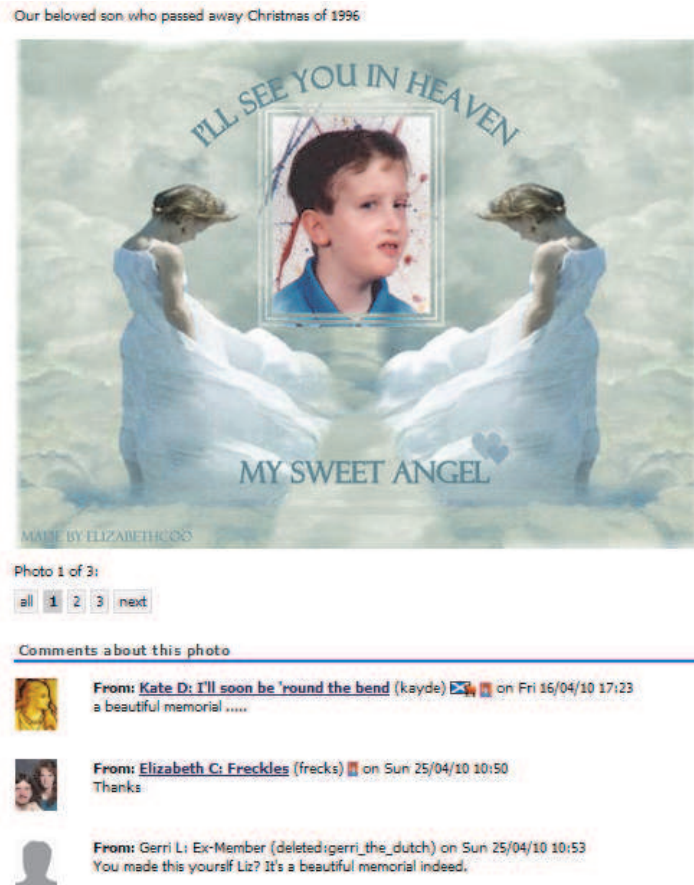 Our beloved son who passed away Christmas of 1996
I'LL SEE YOU IN HEAVEN
MY SWEET ANGEL
MADE BY ELIZABETHCOO
Photo 1 of 3:
all 1 2 3 next
Comments about this photo
From: Kate D: I'll soon be 'round the bend (kayde) on Fri 16/04/10 17:23
a beautiful memorial .....
From: Elizabeth C: Freckles (frecks) on Sun 25/04/10 10:50
Thanks
From: Gerri L: Ex-Member (deleted:gerri_the_dutch) on Sun 25/04/10 10:53
You made this yourslf Liz? It's a beautiful memorial indeed.